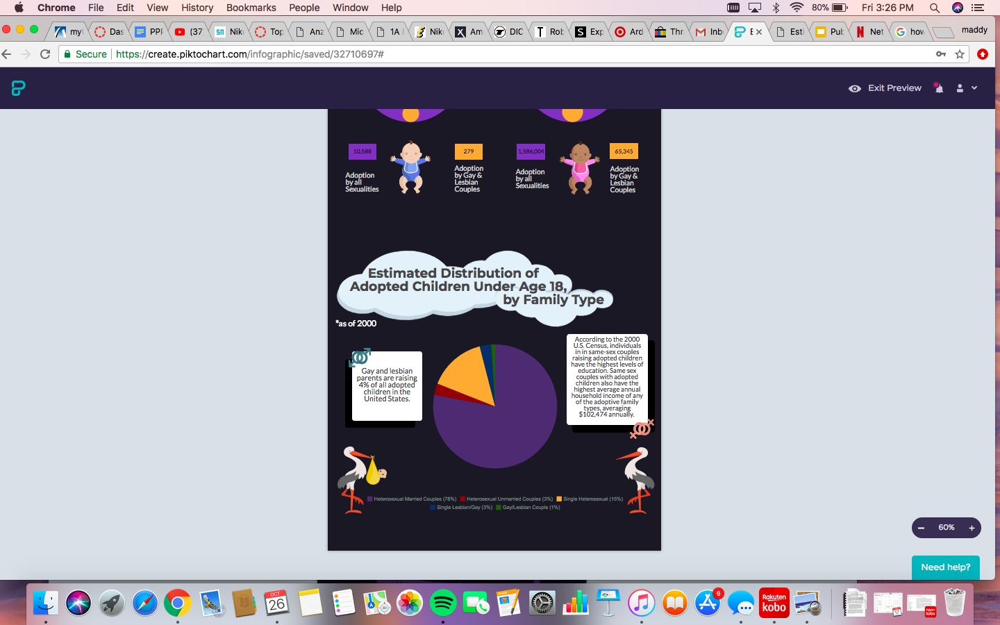 Chrome File Edit View History Bookmarks People Window Help 80% Fri 3:26 PM
myl Das PPF (37 Nik Top Anz Mic 1A Nik Am DIC Rob Exp Ard Thr Inb E Esti Pub Net how maddy
Secure https://create.piktochart.com/infographic/saved/32710697#
Exit Preview
10,588 279 1,586,004 65,345
Adoption
by all
Sexualities
Adoption
by Gay &
Lesbian
Couples
Adoption
by all
Sexualities
Adoption
by Gay &
Lesbian
Couples
Estimated Distribution of
Adopted Children Under Age 18,
by Family Type
*as of 2000
Gay and lesbian
parents are raising
4% of all adopted
children in the
United States.
According to the 2000
U.S. Census, individuals
in in same-sex couples
raising adopted children
have the highest levels of
education. Same sex
couples with adopted
children also have the
highest average annual
household income of any
of the adoptive family
types, averaging
$102,474 annually.
Heterosexual Married Couples (78%) Heterosexual Unmarried Couples (3%) Single Heterosexual (15%)
Single Lesbian/Gay (3%) Gay/Lesbian Couple (1%)
60%
Need help?
OCT
26
3D
6
Rakuten
kobo
17
Rakuten
kobo